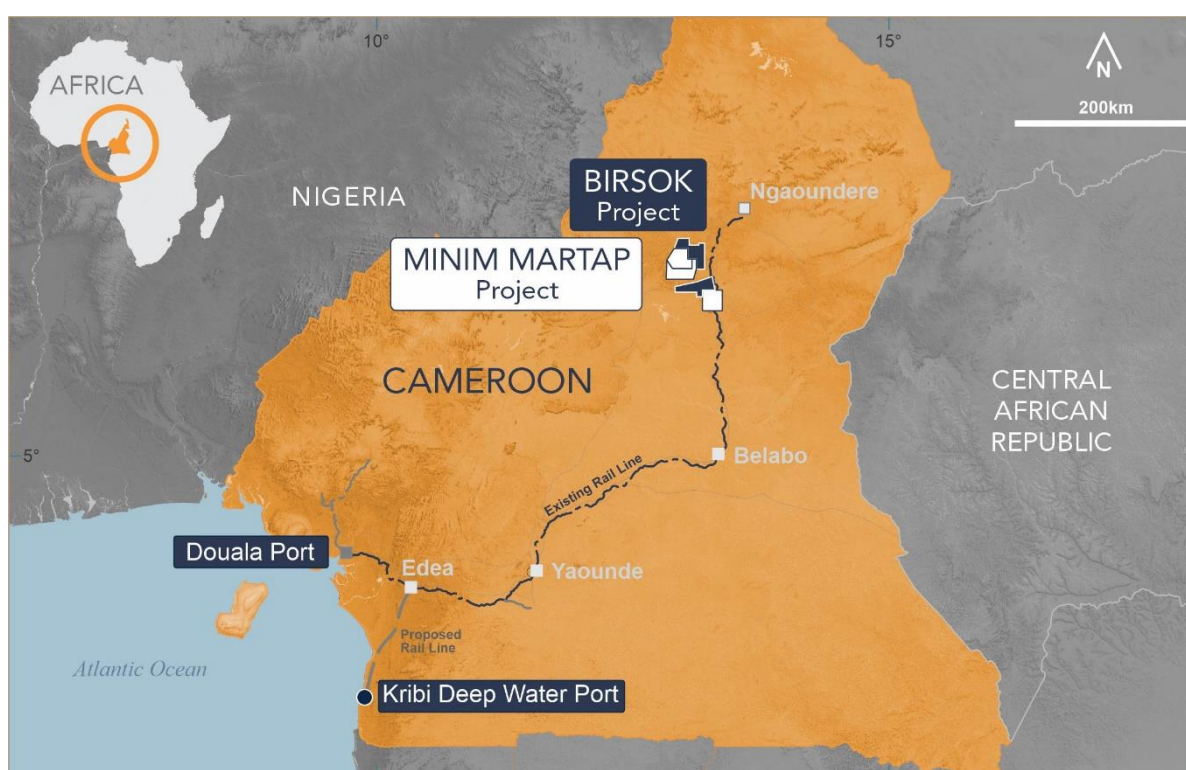 10°
15°
AFRICA
N
200km
NIGERIA
BIRSOK
Project
Ngaoundere
MINIM MARTAP
Project
CAMEROON
CENTRAL
AFRICAN
REPUBLIC
5°
Belabo
Existing Rail Line
Douala Port
Edea
Yaounde
Proposed
Rail Line
Atlantic Ocean
Kribi Deep Water Port